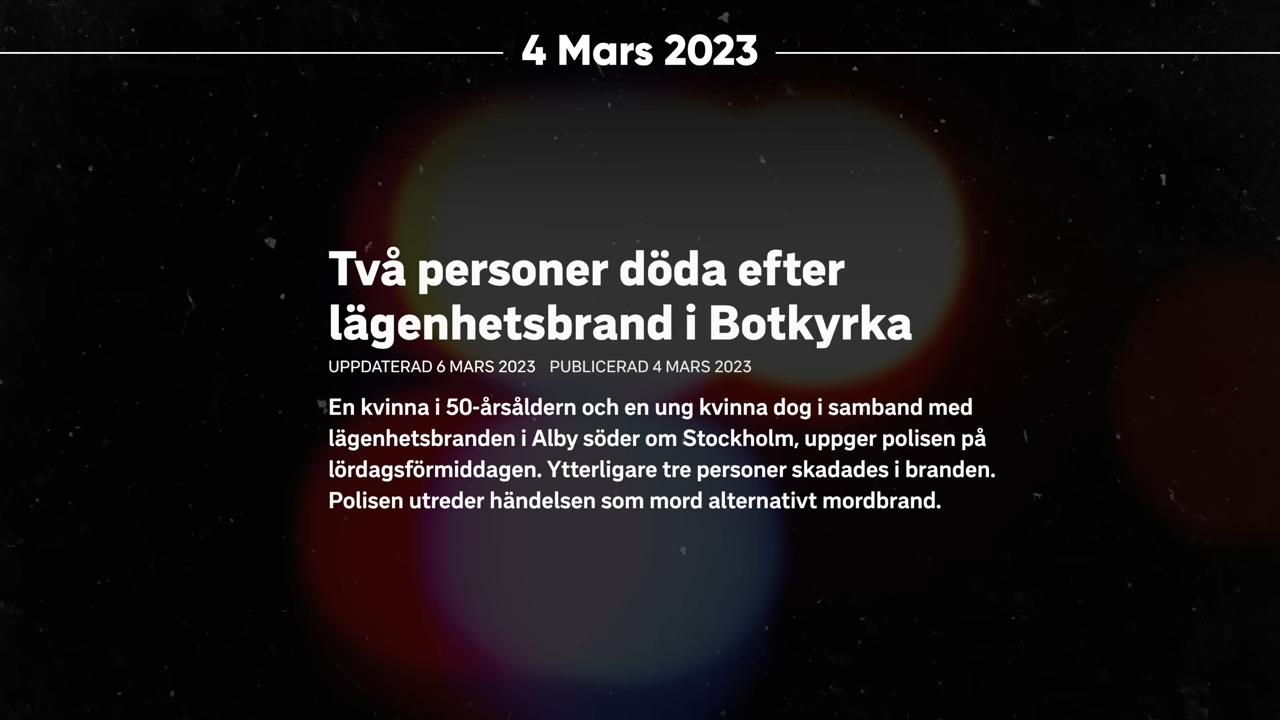 4 Mars 2023
Två personer döda efter
lägenhetsbrand i Botkyrka
UPPDATERAD 6 MARS 2023 PUBLICERAD 4 MARS 2023
En kvinna i 50-årsåldern och en ung kvinna dog i samband med
lägenhetsbranden i Alby söder om Stockholm, uppger polisen på
lördagsförmiddagen. Ytterligare tre personer skadades i branden.
Polisen utreder händelsen som mord alternativt mordbrand.